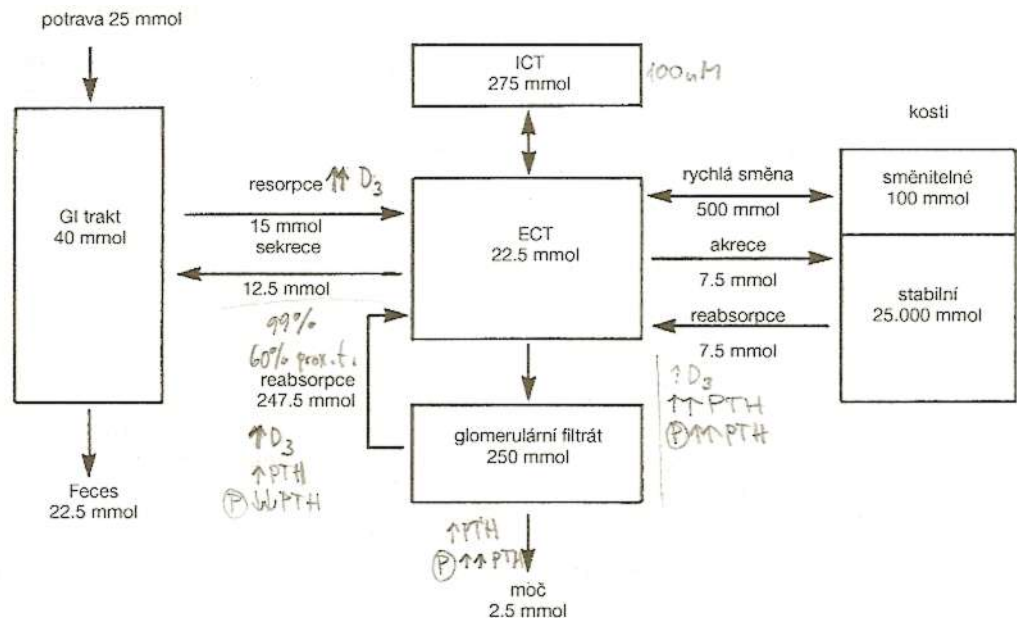 potrava 25 mmol
GI trakt
40 mmol
Feces
22.5 mmol
resorpce ↑↑ D3
15 mmol
sekrece
12.5 mmol
99%
60% prox.t.
reabsorpce
247.5 mmol
↑D3
↑PTH
Ⓟ ↓↓PTH
ICT
275 mmol
100nM
ECT
22.5 mmol
glomerulární filtrát
250 mmol
↑PTH
Ⓟ↑↑PTH
moč
2.5 mmol
rychlá směna
500 mmol
akrece
7.5 mmol
reabsorpce
7.5 mmol
↑D3
↑↑PTH
Ⓟ↑↑PTH
kosti
směnitelné
100 mmol
stabilní
25.000 mmol